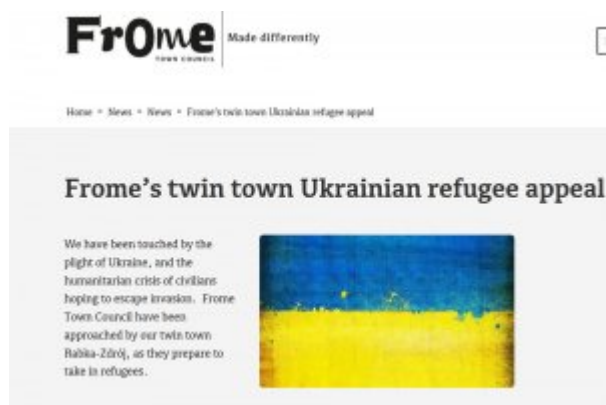 Frome
TOWN COUNCIL
Made differently
Home • News • News • Frome's twin town Ukrainian refugee appeal
Frome's twin town Ukrainian refugee appeal
We have been touched by the
plight of Ukraine, and the
humanitarian crisis of civilians
hoping to escape invasion. Frome
Town Council have been
approached by our twin town
Rabka-Zdrój, as they prepare to
take in refugees.